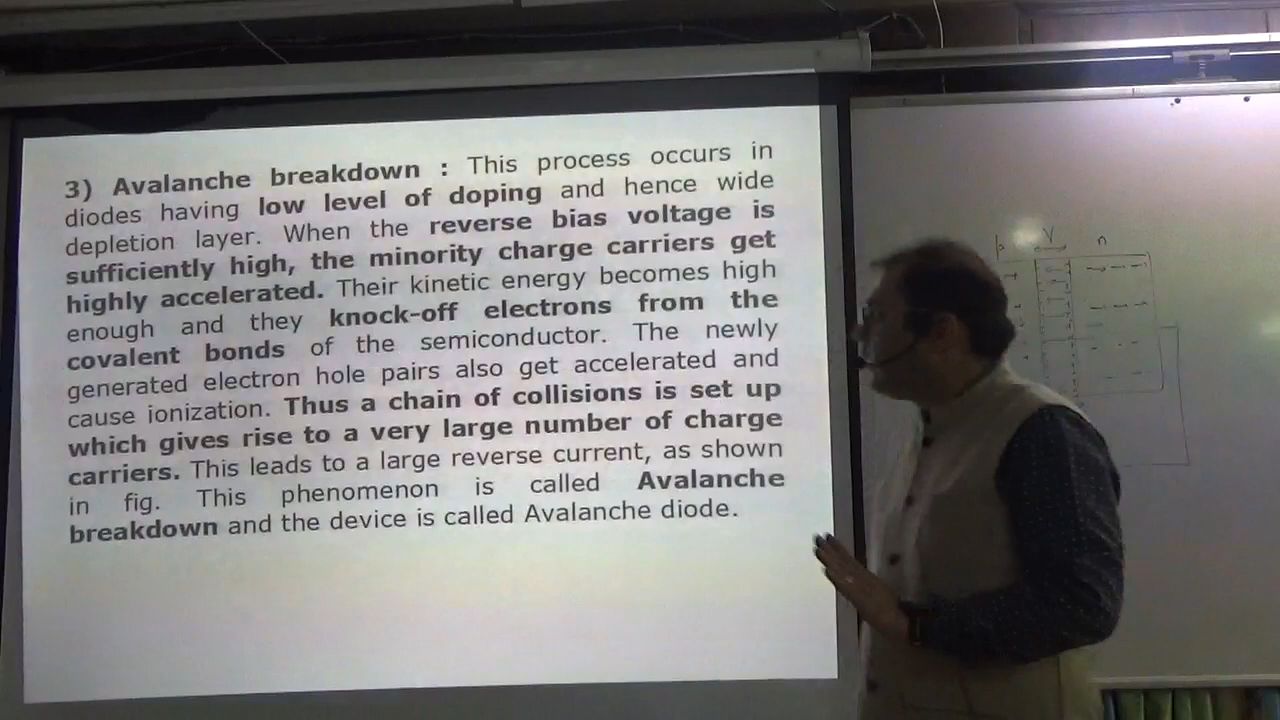 3) Avalanche breakdown : This process occurs in
diodes having low level of doping and hence wide
depletion layer. When the reverse bias voltage is
sufficiently high, the minority charge carriers get
highly accelerated. Their kinetic energy becomes high
enough and they knock-off electrons from the
covalent bonds of the semiconductor. The newly
generated electron hole pairs also get accelerated and
cause ionization. Thus a chain of collisions is set up
which gives rise to a very large number of charge
carriers. This leads to a large reverse current, as shown
in fig. This phenomenon is called Avalanche
breakdown and the device is called Avalanche diode.
p V n